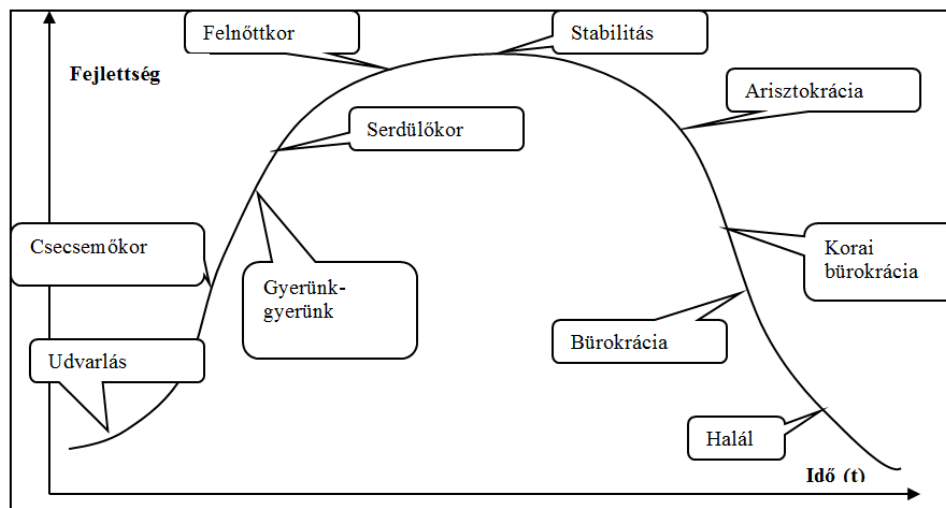 Felnőttkor
Stabilitás
Fejlettség
Arisztokrácia
Serdülőkor
Csecsemőkor
Korai
bürokrácia
Gyerünk-
gyerünk
Bürokrácia
Udvarlás
Halál
Idő (t)